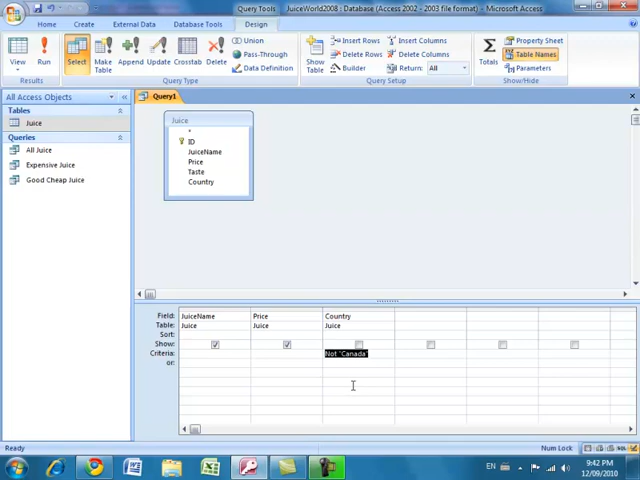 Query Tools
JuiceWorld2008 : Database (Access 2002 - 2003 file format) - Microsoft Access
Home
Create
External Data
Database Tools
Design
View
Run
Select
Make Table
Append
Update
Crosstab
Delete
Union
Pass-Through
Data Definition
Show Table
Insert Rows
Delete Rows
Builder
Insert Columns
Delete Columns
Return: All
Totals
Property Sheet
Table Names
Parameters
Results
Query Type
Query Setup
Show/Hide
All Access Objects
Tables
Juice
Queries
All Juice
Expensive Juice
Good Cheap Juice
Query1
Juice
*
ID
JuiceName
Price
Taste
Country
Field: JuiceName Price Country
Table: Juice Juice Juice
Sort:
Show:
Criteria: Not "Canada"
or:
Ready
Num Lock
EN
9:42 PM
12/09/2010